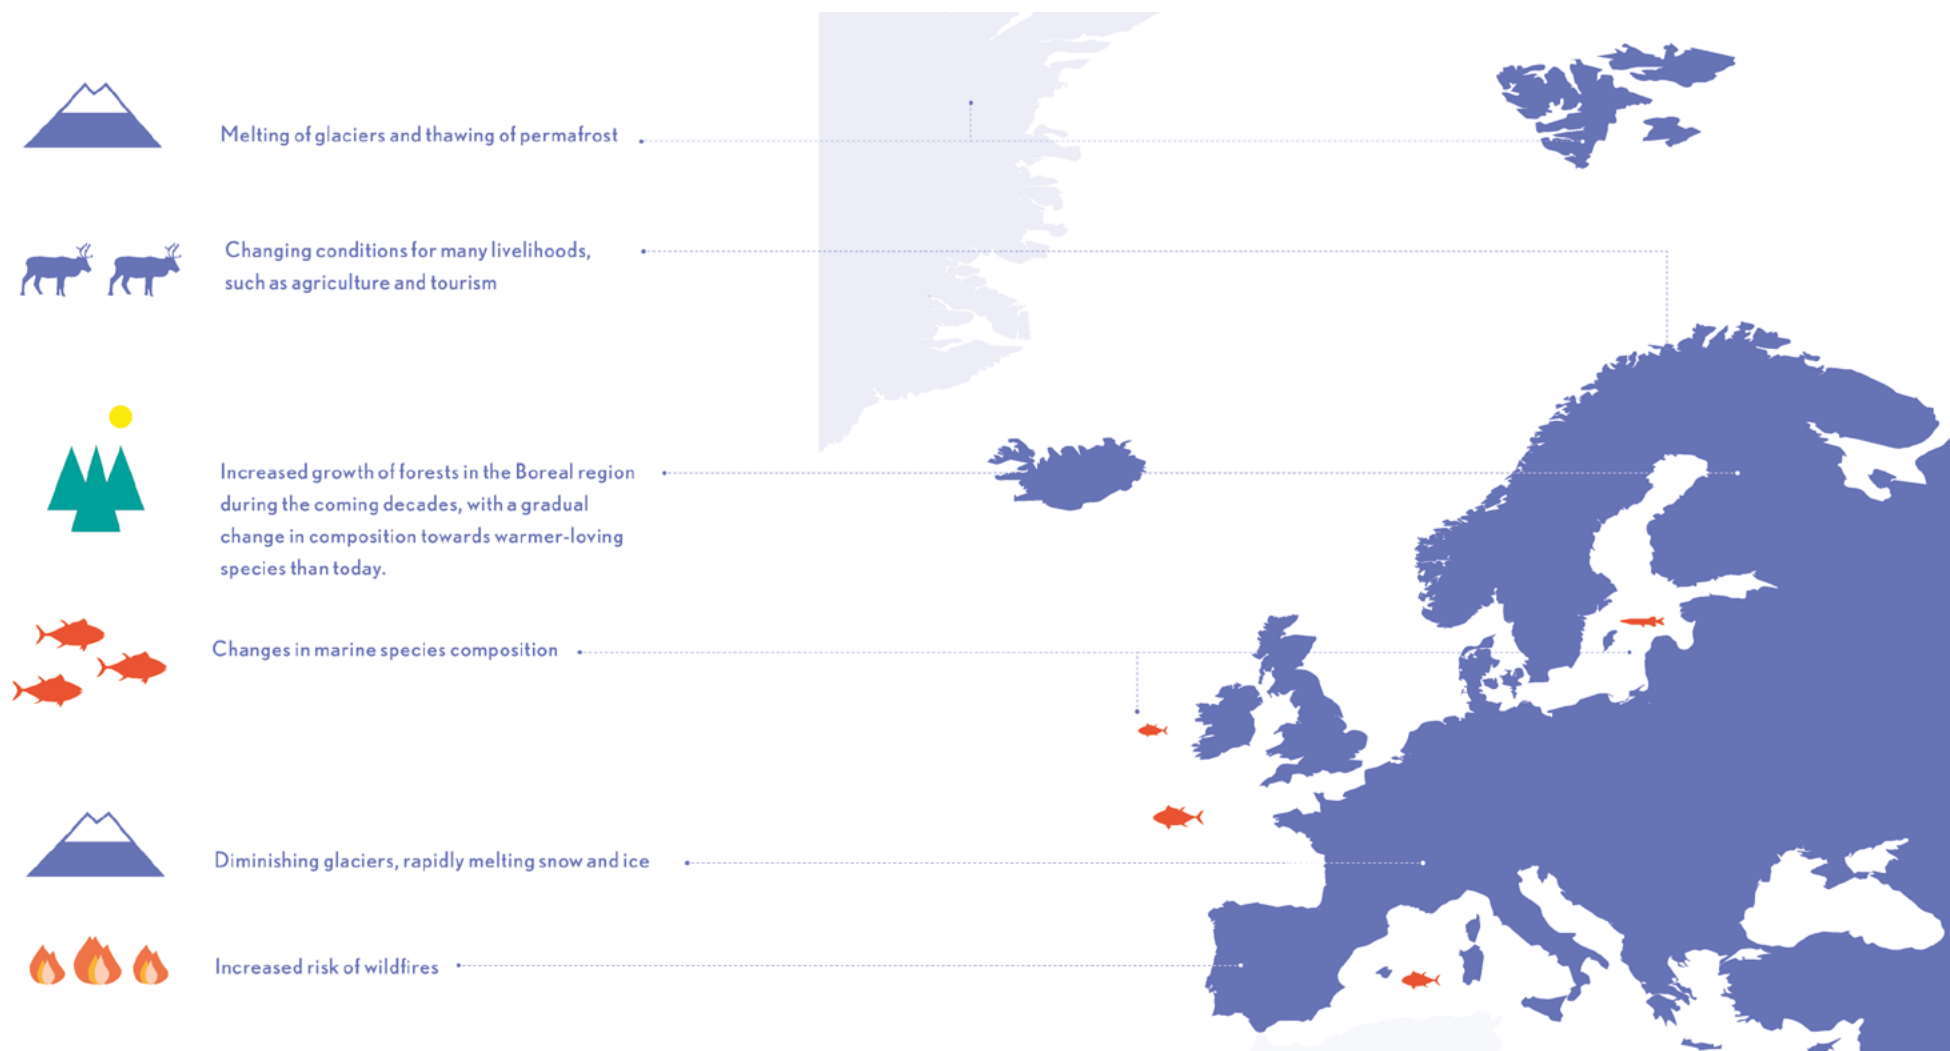 Melting of glaciers and thawing of permafrost
Changing conditions for many livelihoods,
such as agriculture and tourism
Increased growth of forests in the Boreal region
during the coming decades, with a gradual
change in composition towards warmer-loving
species than today.
Changes in marine species composition
Diminishing glaciers, rapidly melting snow and ice
Increased risk of wildfires